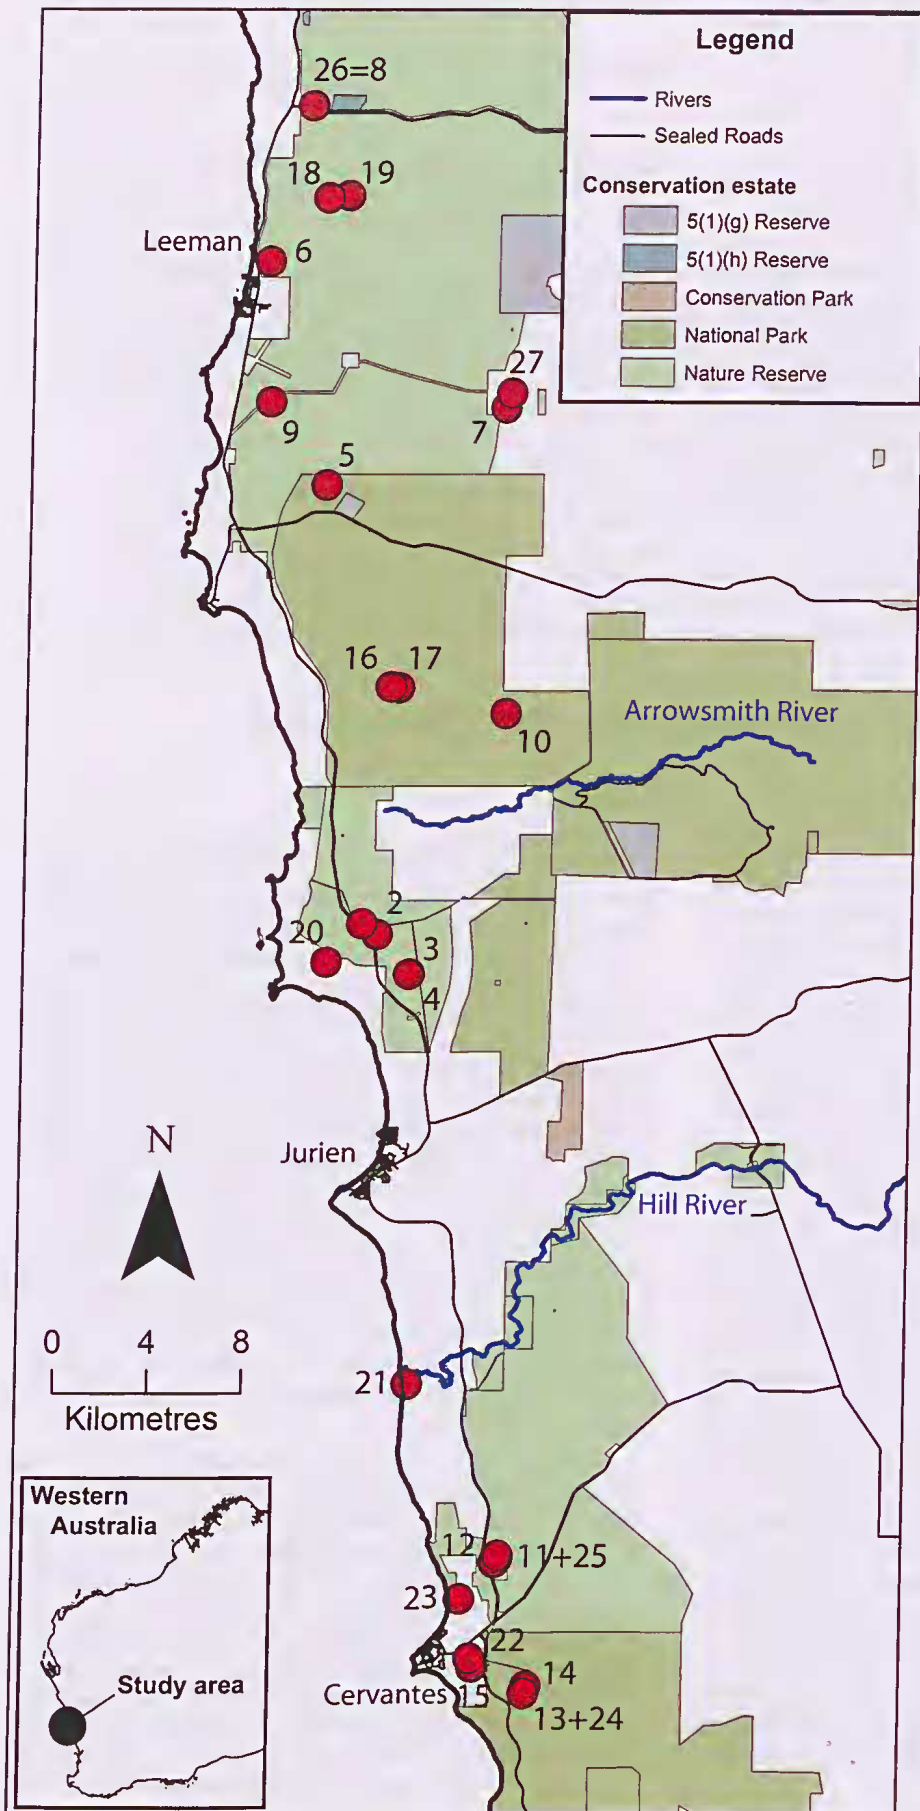 Legend
Rivers
Sealed Roads
Conservation estate
5(1)(g) Reserve
5(1)(h) Reserve
Conservation Park
National Park
Nature Reserve
26=8
18
19
Leeman
6
27
9
7
5
16
17
10
Arrowsmith River
2
20
3
4
N
Jurien
Hill River
0
4
8
Kilometres
21
Western
Australia
Study area
12
11+25
23
22
Cervantes
15
14
13+24